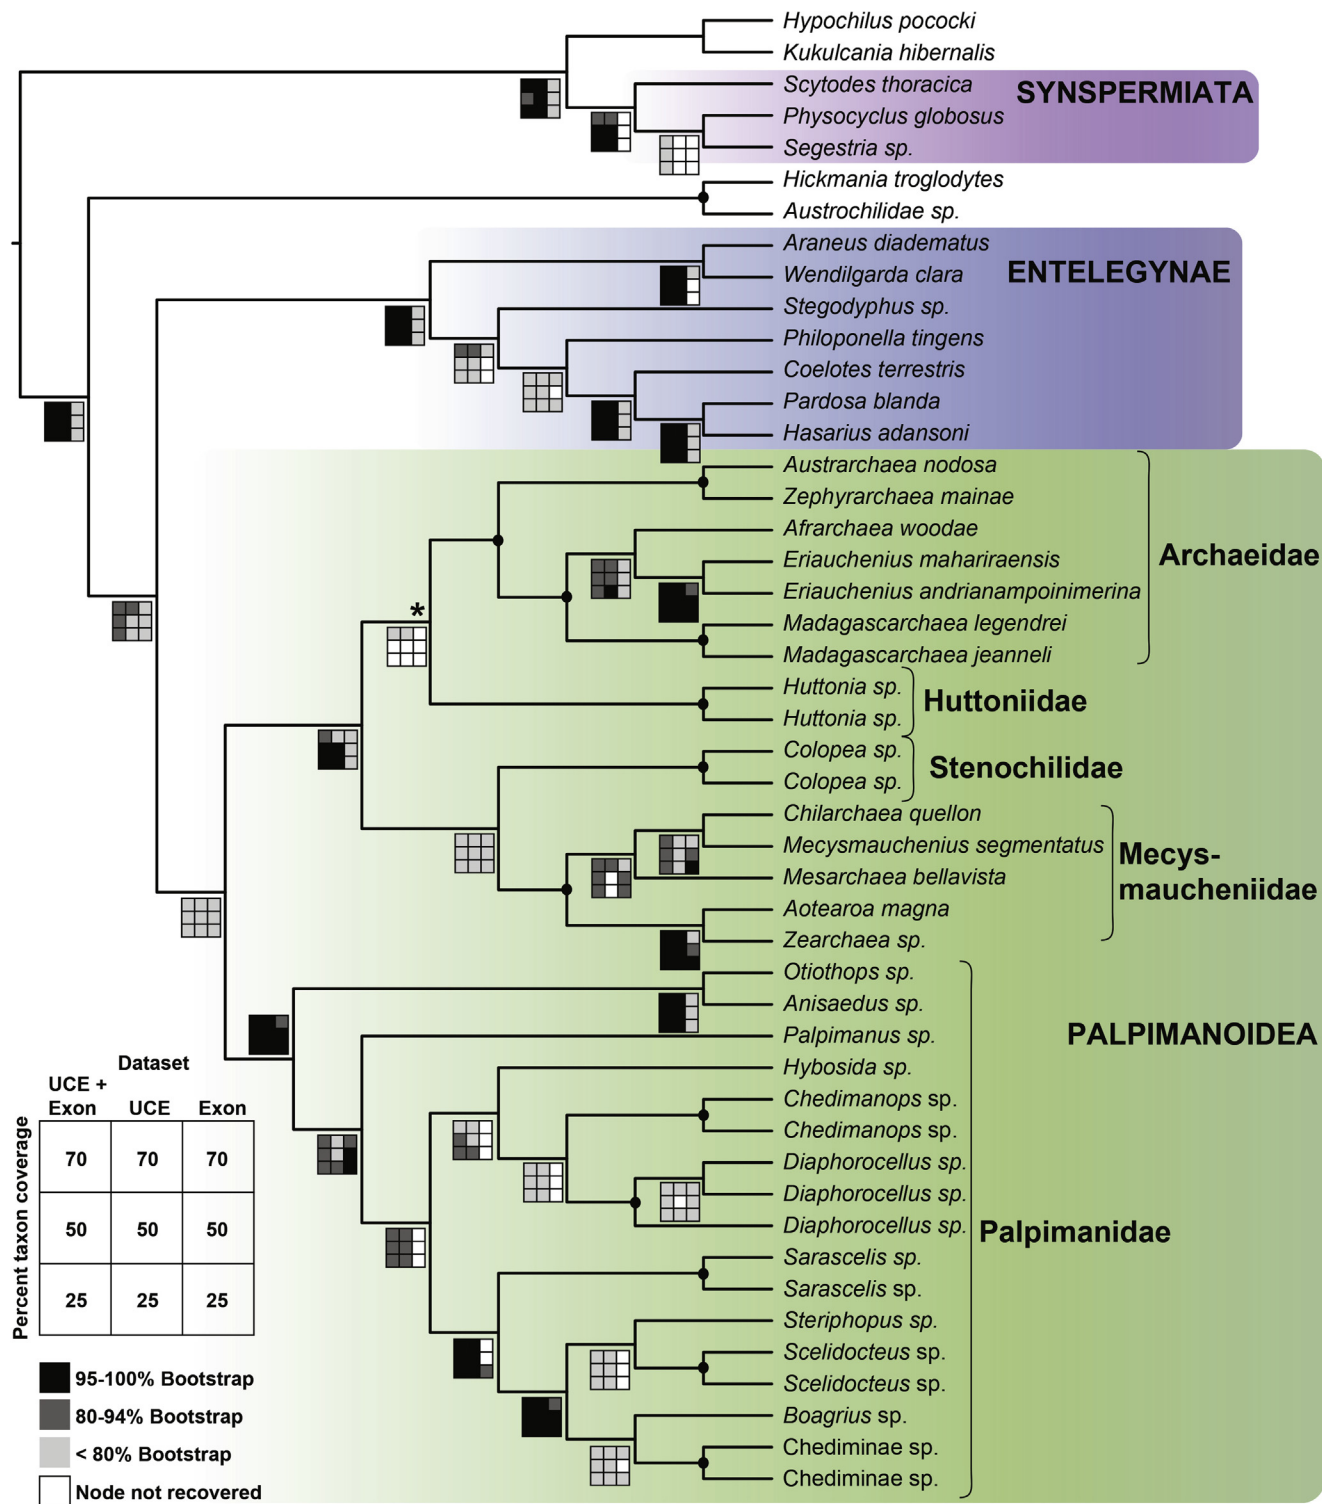 Hypochilus pococki
Kukulcania hibernalis
Scytodes thoracica
SYNSPERMIATA
Physocyclus globosus
Segestria sp.
Hickmania troglodytes
Austrochilidae sp.
Araneus diadematus
Wendilgarda clara
ENTELEGYNAE
Stegodyphus sp.
Philoponella tingens
Coelotes terrestris
Pardosa blanda
Hasarius adansoni
Austrarchaea nodosa
Zephyrarchaea mainae
Afrarchaea woodae
Archaeidae
Eriauchenius mahariraensis
Eriauchenius andrianampoinimerina
*
Madagascarchaea legendrei
Madagascarchaea jeanneli
Huttonia sp.
Huttoniidae
Huttonia sp.
Colopea sp.
Stenochilidae
Colopea sp.
Chilarchaea quellon
Mecysmauchenius segmentatus
Mecys-
maucheniidae
Mesarchaea bellavista
Aotearoa magna
Zearchaea sp.
Otiothops sp.
Anisaedus sp.
Palpimanus sp.
PALPIMANOIDEA
Hybosida sp.
Chedimanops sp.
Chedimanops sp.
Diaphorocellus sp.
Diaphorocellus sp.
Diaphorocellus sp.
Palpimanidae
Sarascelis sp.
Sarascelis sp.
Steriphopus sp.
Scelidocteus sp.
Scelidocteus sp.
Boagrius sp.
Chediminae sp.
Chediminae sp.
Dataset
UCE +
Exon UCE Exon
Percent taxon coverage
70 70 70
50 50 50
25 25 25
95-100% Bootstrap
80-94% Bootstrap
< 80% Bootstrap
Node not recovered